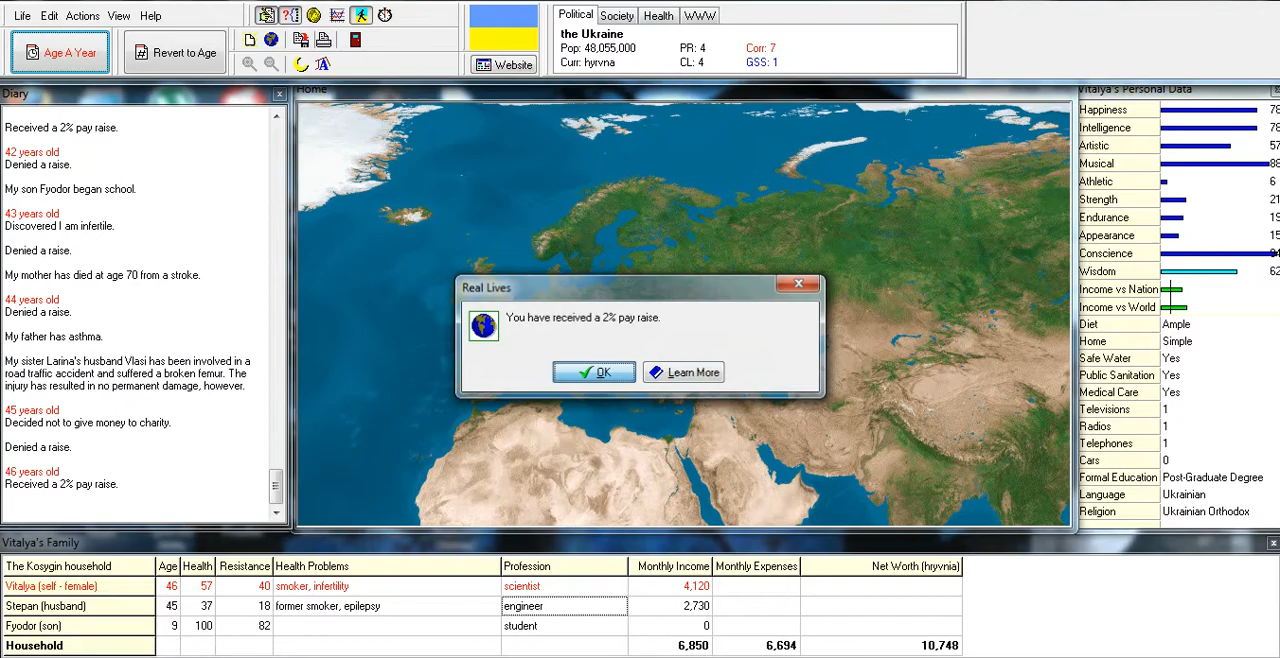 Life Edit Actions View Help
Age A Year
Revert to Age
Website
Political Society Health WWW
the Ukraine
Pop: 48,055,000 PR: 4 Corr: 7
Curr: hyrvna CL: 4 GSS: 1
Diary
Received a 2% pay raise.
42 years old
Denied a raise.
My son Fyodor began school.
43 years old
Discovered I am infertile.
Denied a raise.
My mother has died at age 70 from a stroke.
44 years old
Denied a raise.
My father has asthma.
My sister Larina's husband Vlasi has been involved in a
road traffic accident and suffered a broken femur. The
injury has resulted in no permanent damage, however.
45 years old
Decided not to give money to charity.
Denied a raise.
46 years old
Received a 2% pay raise.
Home
Real Lives
You have received a 2% pay raise.
OK Learn More
Vitalya's Personal Data
Happiness
Intelligence 78
Artistic 57
Musical 88
Athletic 6
Strength 21
Endurance 19
Appearance 15
Conscience
Wisdom 62
Income vs Nation
Income vs World
Diet Ample
Home Simple
Safe Water Yes
Public Sanitation Yes
Medical Care Yes
Televisions 1
Radios 1
Telephones 1
Cars 0
Formal Education Post-Graduate Degree
Language Ukrainian
Religion Ukrainian Orthodox
Vitalya's Family
The Kosygin household Age Health Resistance Health Problems Profession Monthly Income Monthly Expenses Net Worth (hryvnia)
Vitalya (self - female) 46 57 40 smoker, infertility scientist 4,120
Stepan (husband) 45 37 18 former smoker, epilepsy engineer 2,730
Fyodor (son) 9 100 82 student 0
Household 6,850 6,694 10,748